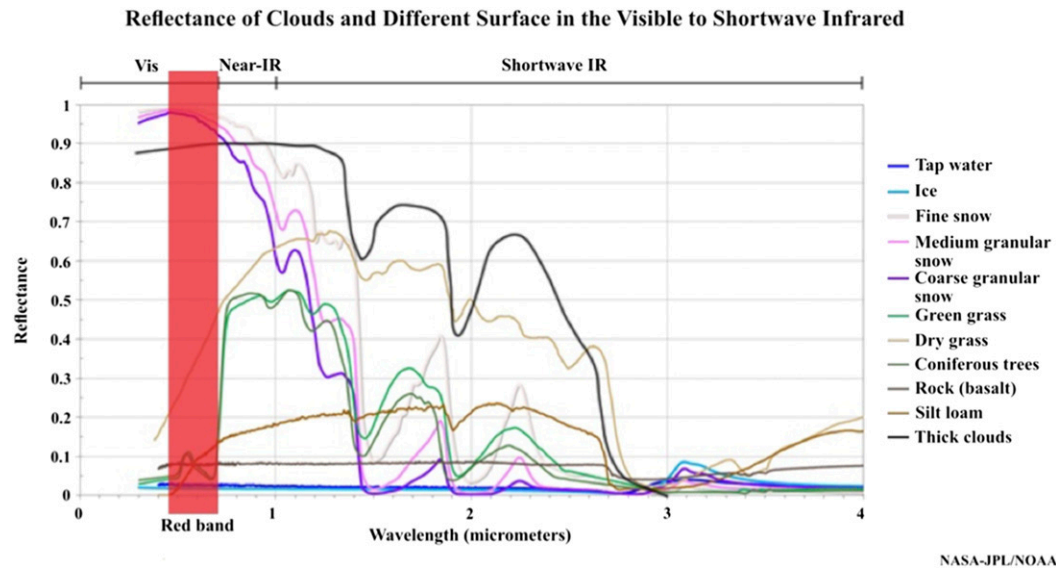 Reflectance of Clouds and Different Surface in the Visible to Shortwave Infrared
Vis
Near-IR
Shortwave IR
Reflectance
1
0.9
0.8
0.7
0.6
0.5
0.4
0.3
0.2
0.1
0
0
1
2
3
4
Red band
Wavelength (micrometers)
Tap water
Ice
Fine snow
Medium granular
snow
Coarse granular
snow
Green grass
Dry grass
Coniferous trees
Rock (basalt)
Silt loam
Thick clouds
NASA-JPL/NOAA